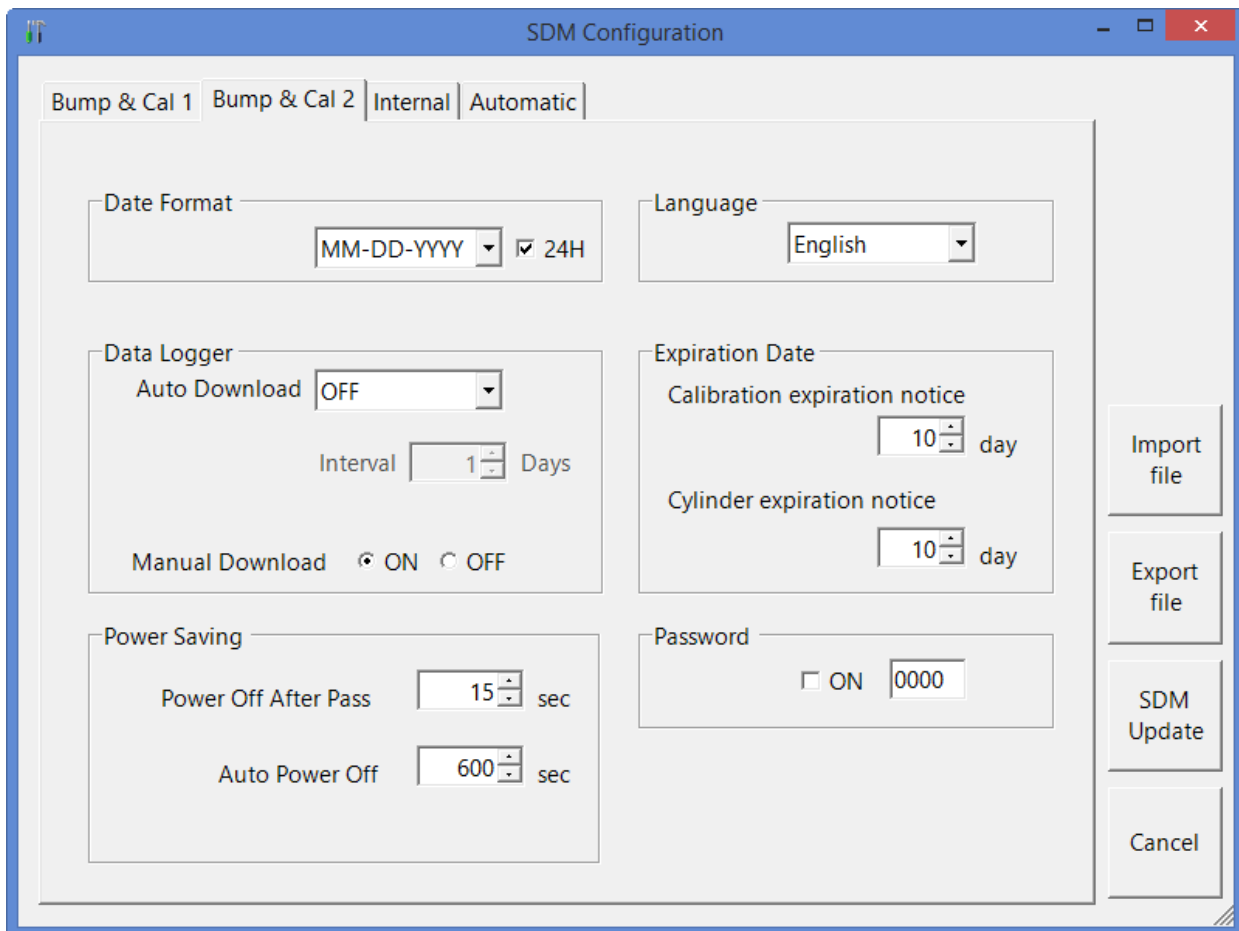 SDM Configuration
Bump & Cal 1 Bump & Cal 2 Internal Automatic
Date Format
MM-DD-YYYY 24H
Language
English
Data Logger
Auto Download OFF
Interval 1 Days
Manual Download ON OFF
Expiration Date
Calibration expiration notice
10 day
Cylinder expiration notice
10 day
Power Saving
Power Off After Pass 15 sec
Auto Power Off 600 sec
Password
ON 0000
Import
file
Export
file
SDM
Update
Cancel